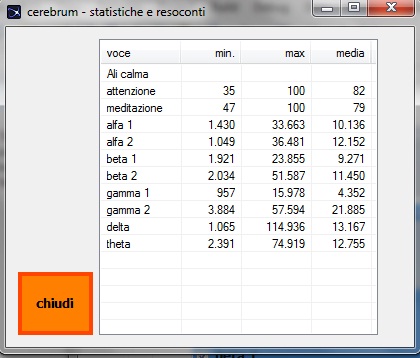 cerebrum - statistiche e resoconti
voce min. max media
Ali calma
attenzione 35 100 82
meditazione 47 100 79
alfa 1 1.430 33.663 10.136
alfa 2 1.049 36.481 12.152
beta 1 1.921 23.855 9.271
beta 2 2.034 51.587 11.450
gamma 1 957 15.978 4.352
gamma 2 3.884 57.594 21.885
delta 1.065 114.936 13.167
theta 2.391 74.919 12.755
chiudi